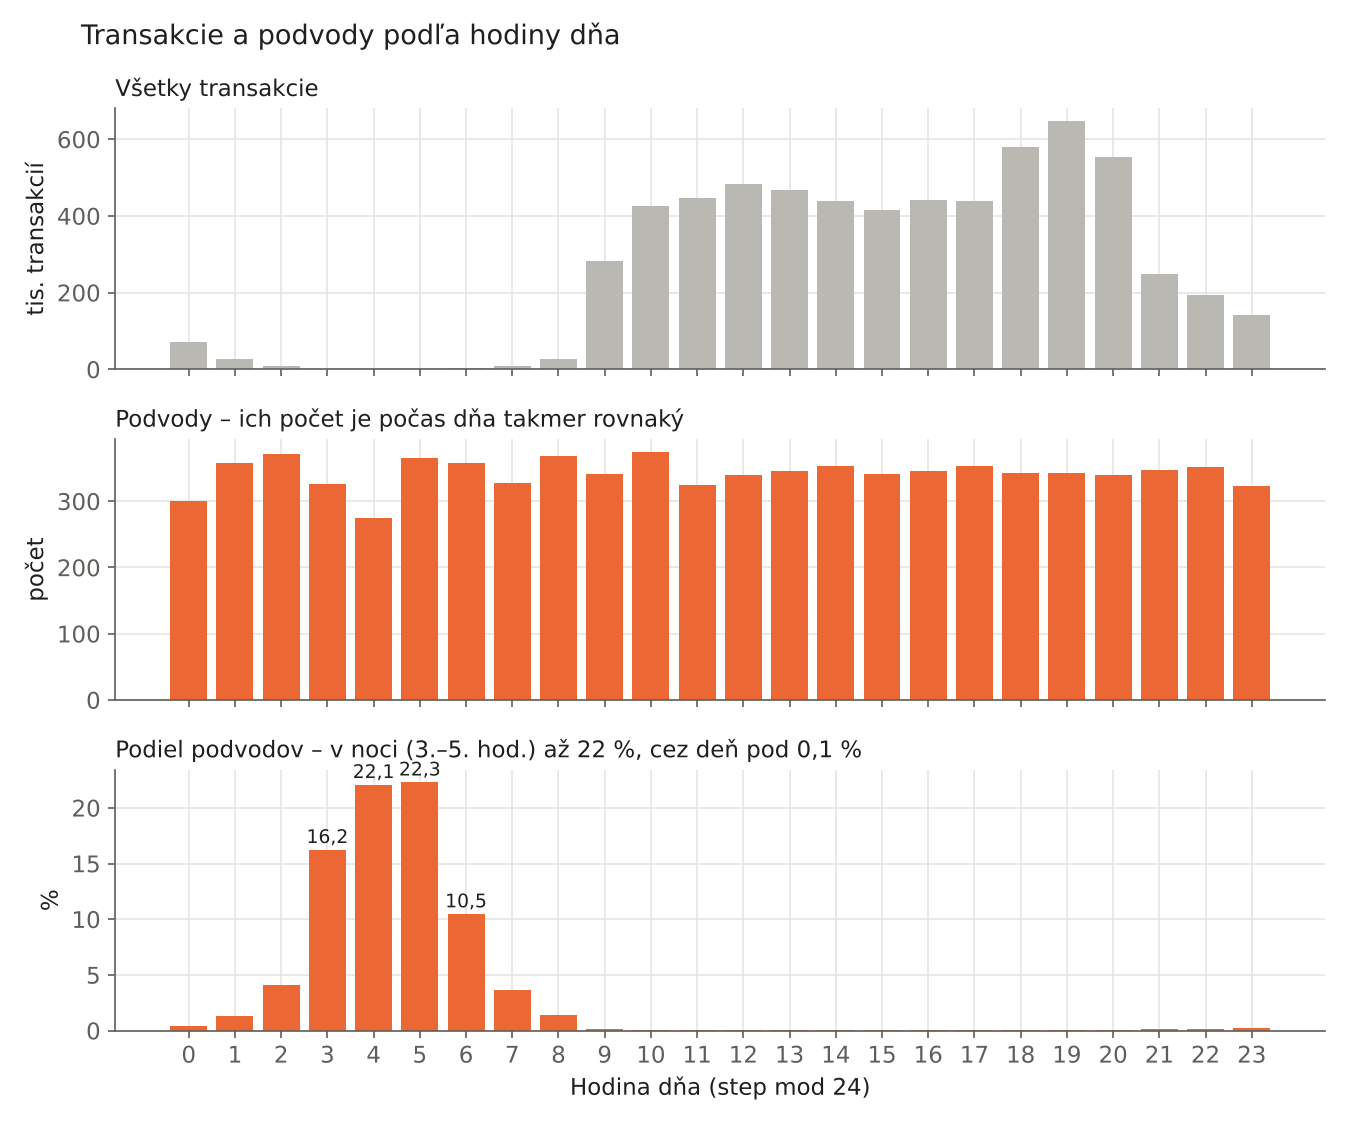 Transakcie a podvody podľa hodiny dňa
Všetky transakcie
tis. transakcií
600
400
200
0
Podvody – ich počet je počas dňa takmer rovnaký
počet
300
200
100
0
Podiel podvodov – v noci (3.–5. hod.) až 22 %, cez deň pod 0,1 %
%
20
15
10
5
0
16,2
22,1
22,3
10,5
0 1 2 3 4 5 6 7 8 9 10 11 12 13 14 15 16 17 18 19 20 21 22 23
Hodina dňa (step mod 24)